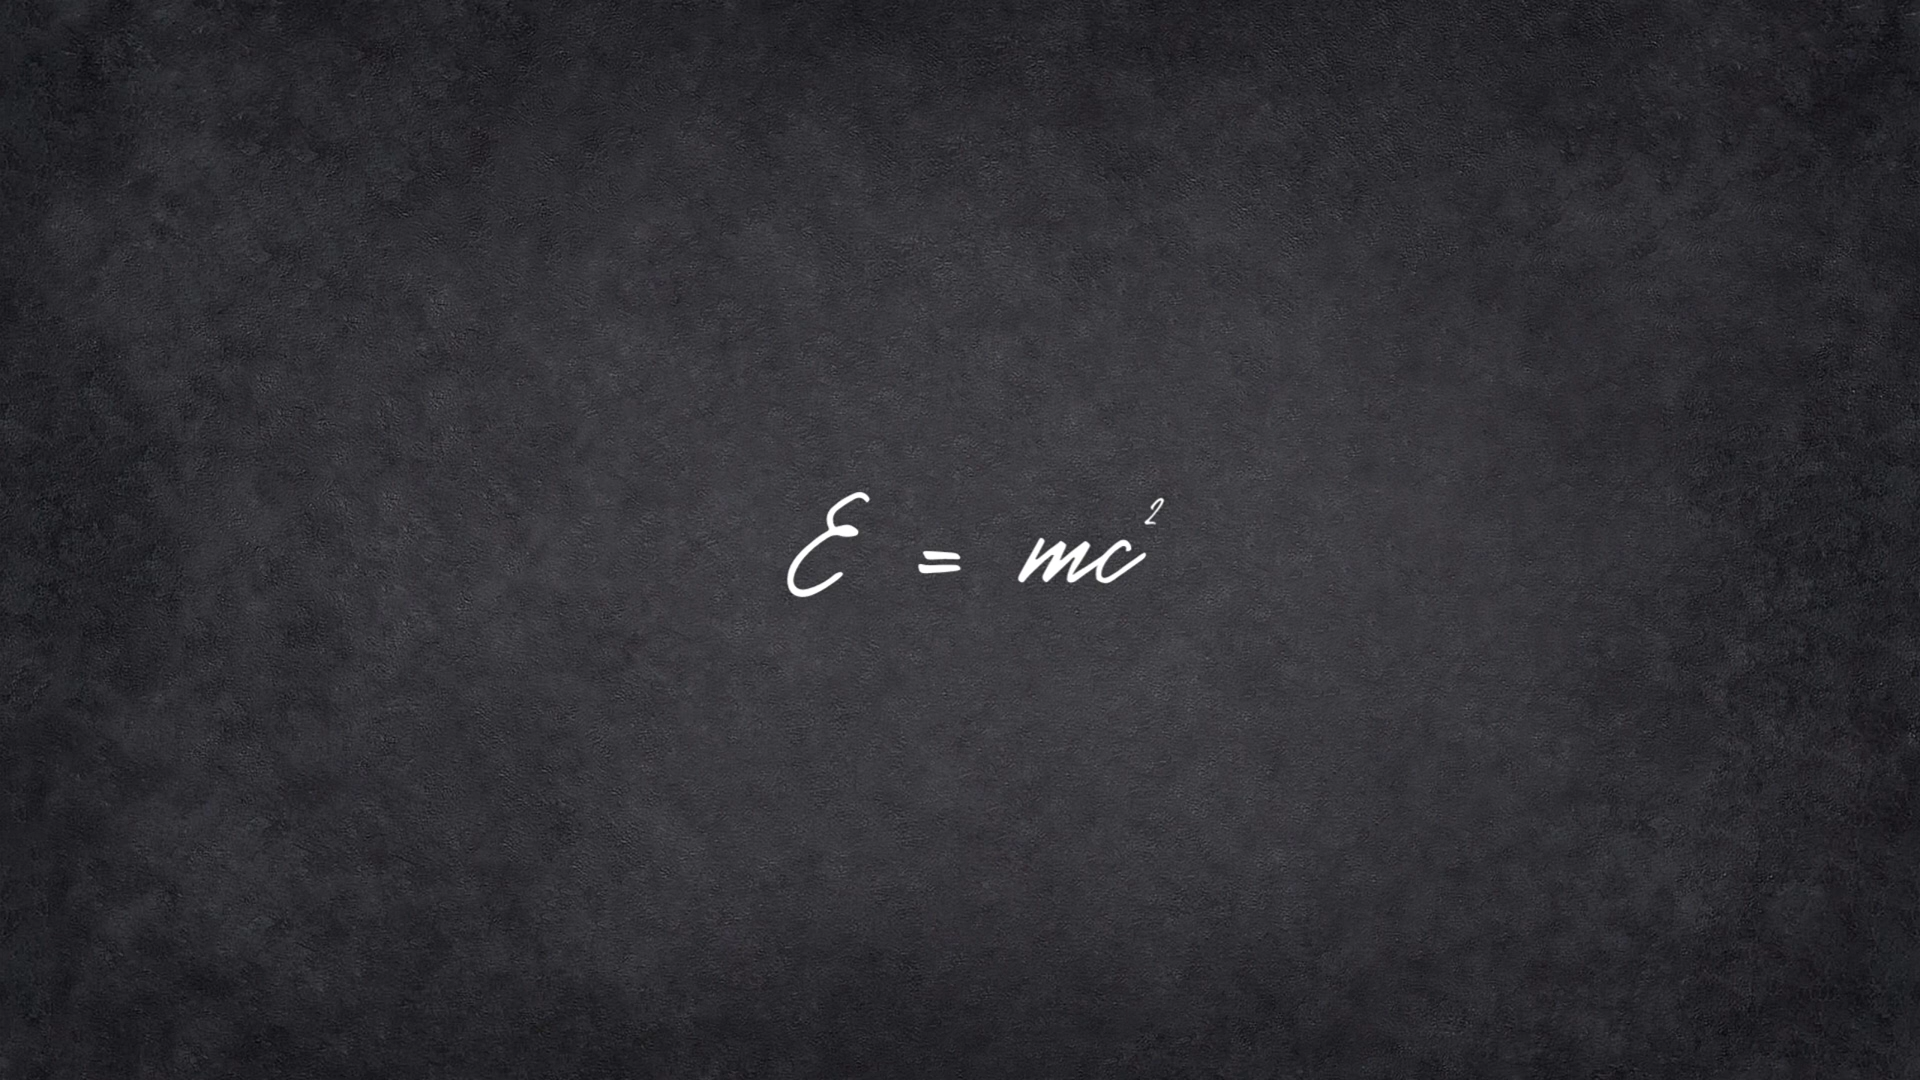 E = mc²